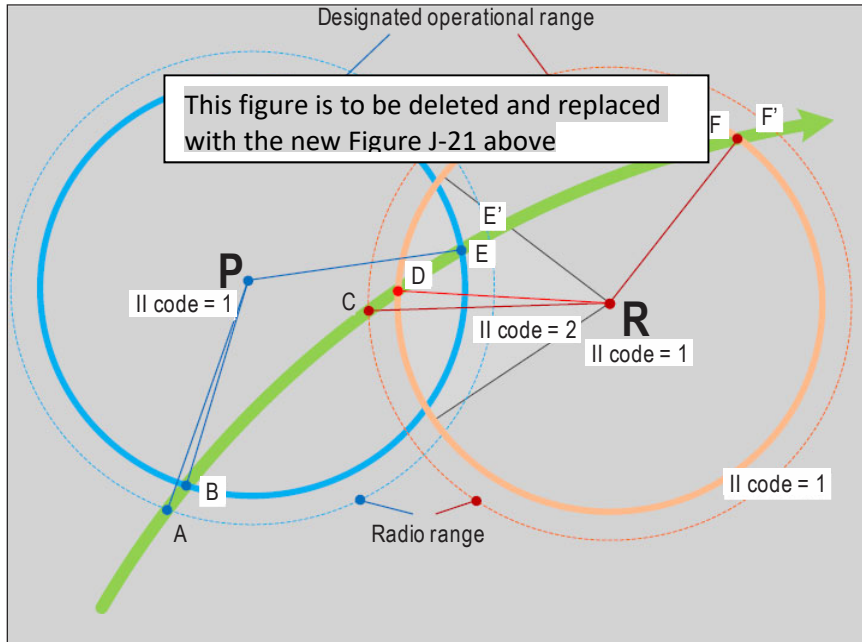 Designated operational range
This figure is to be deleted and replaced
with the new Figure J-21 above
F
F’
E’
E
P
D
II code = 1
C
II code = 2
R
II code = 1
B
II code = 1
A
Radio range